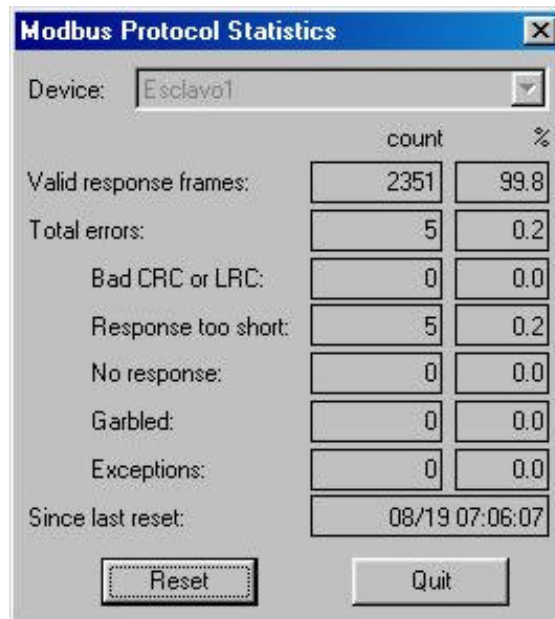 Modbus Protocol Statistics
Device: Esclavo1
count %
Valid response frames: 2351 99.8
Total errors: 5 0.2
Bad CRC or LRC: 0 0.0
Response too short: 5 0.2
No response: 0 0.0
Garbled: 0 0.0
Exceptions: 0 0.0
Since last reset: 08/19 07:06:07
Reset Quit